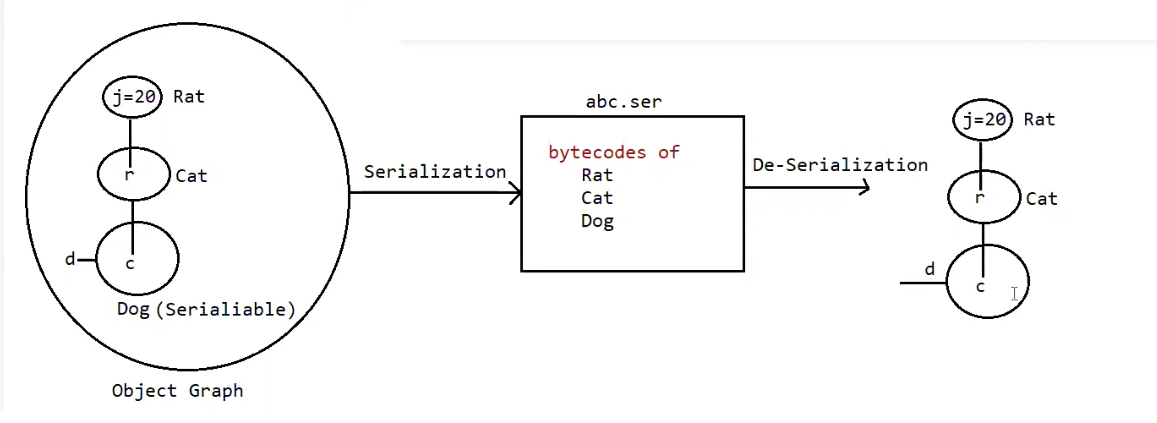 j=20 Rat
r Cat
d
c
Dog (Serialiable)
Object Graph
Serialization
abc.ser
bytecodes of
Rat
Cat
Dog
De-Serialization
j=20 Rat
r Cat
d
c